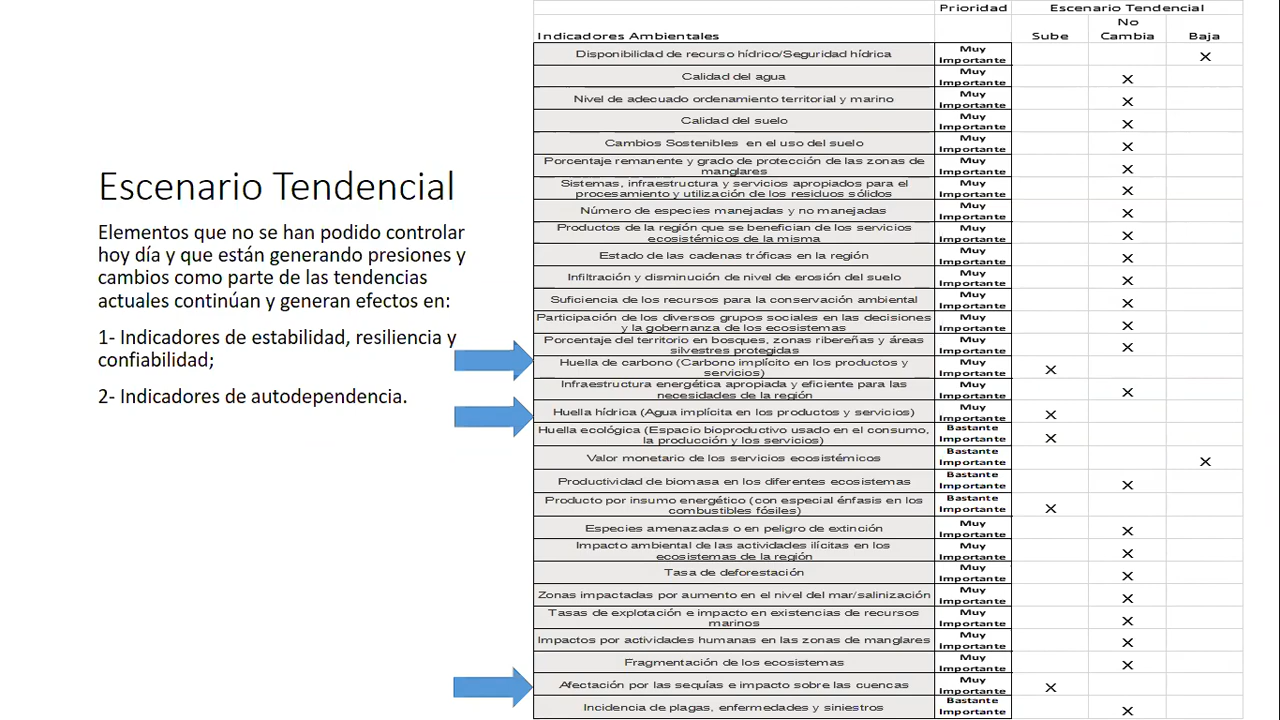 Escenario Tendencial
Elementos que no se han podido controlar
hoy día y que están generando presiones y
cambios como parte de las tendencias
actuales continúan y generan efectos en:
1- Indicadores de estabilidad, resiliencia y
confiabilidad;
2- Indicadores de autodependencia.
Prioridad Escenario Tendencial
Indicadores Ambientales Sube No Cambia Baja
Disponibilidad de recurso hídrico/Seguridad hídrica Muy Importante X
Calidad del agua Muy Importante X
Nivel de adecuado ordenamiento territorial y marino Muy Importante X
Calidad del suelo Muy Importante X
Cambios Sostenibles en el uso del suelo Muy Importante X
Porcentaje remanente y grado de protección de las zonas de
manglares Muy Importante X
Sistemas, infraestructura y servicios apropiados para el
procesamiento y utilización de los residuos sólidos Muy Importante X
Número de especies manejadas y no manejadas Muy Importante X
Productos de la región que se benefician de los servicios
ecosistémicos de la misma Muy Importante X
Estado de las cadenas tróficas en la región Muy Importante X
Infiltración y disminución de nivel de erosión del suelo Muy Importante X
Suficiencia de los recursos para la conservación ambiental Muy Importante X
Participación de los diversos grupos sociales en las decisiones
y la gobernanza de los ecosistemas Muy Importante X
Porcentaje del territorio en bosques, zonas ribereñas y áreas
silvestres protegidas Muy Importante X
Huella de carbono (Carbono implícito en los productos y
servicios) Muy Importante X
Infraestructura energética apropiada y eficiente para las
necesidades de la región Muy Importante X
Huella hídrica (Agua implícita en los productos y servicios) Muy Importante X
Huella ecológica (Espacio bioproductivo usado en el consumo,
la producción y los servicios) Bastante Importante X
Valor monetario de los servicios ecosistémicos Bastante Importante X
Productividad de biomasa en los diferentes ecosistemas Bastante Importante X
Producto por insumo energético (con especial énfasis en los
combustibles fósiles) Bastante Importante X
Especies amenazadas o en peligro de extinción Muy Importante X
Impacto ambiental de las actividades ilícitas en los
ecosistemas de la región Muy Importante X
Tasa de deforestación Muy Importante X
Zonas impactadas por aumento en el nivel del mar/salinización Muy Importante X
Tasas de explotación e impacto en existencias de recursos
marinos Muy Importante X
Impactos por actividades humanas en las zonas de manglares Muy Importante X
Fragmentación de los ecosistemas Muy Importante X
Afectación por las sequías e impacto sobre las cuencas Muy Importante X
Incidencia de plagas, enfermedades y siniestros Bastante Importante X